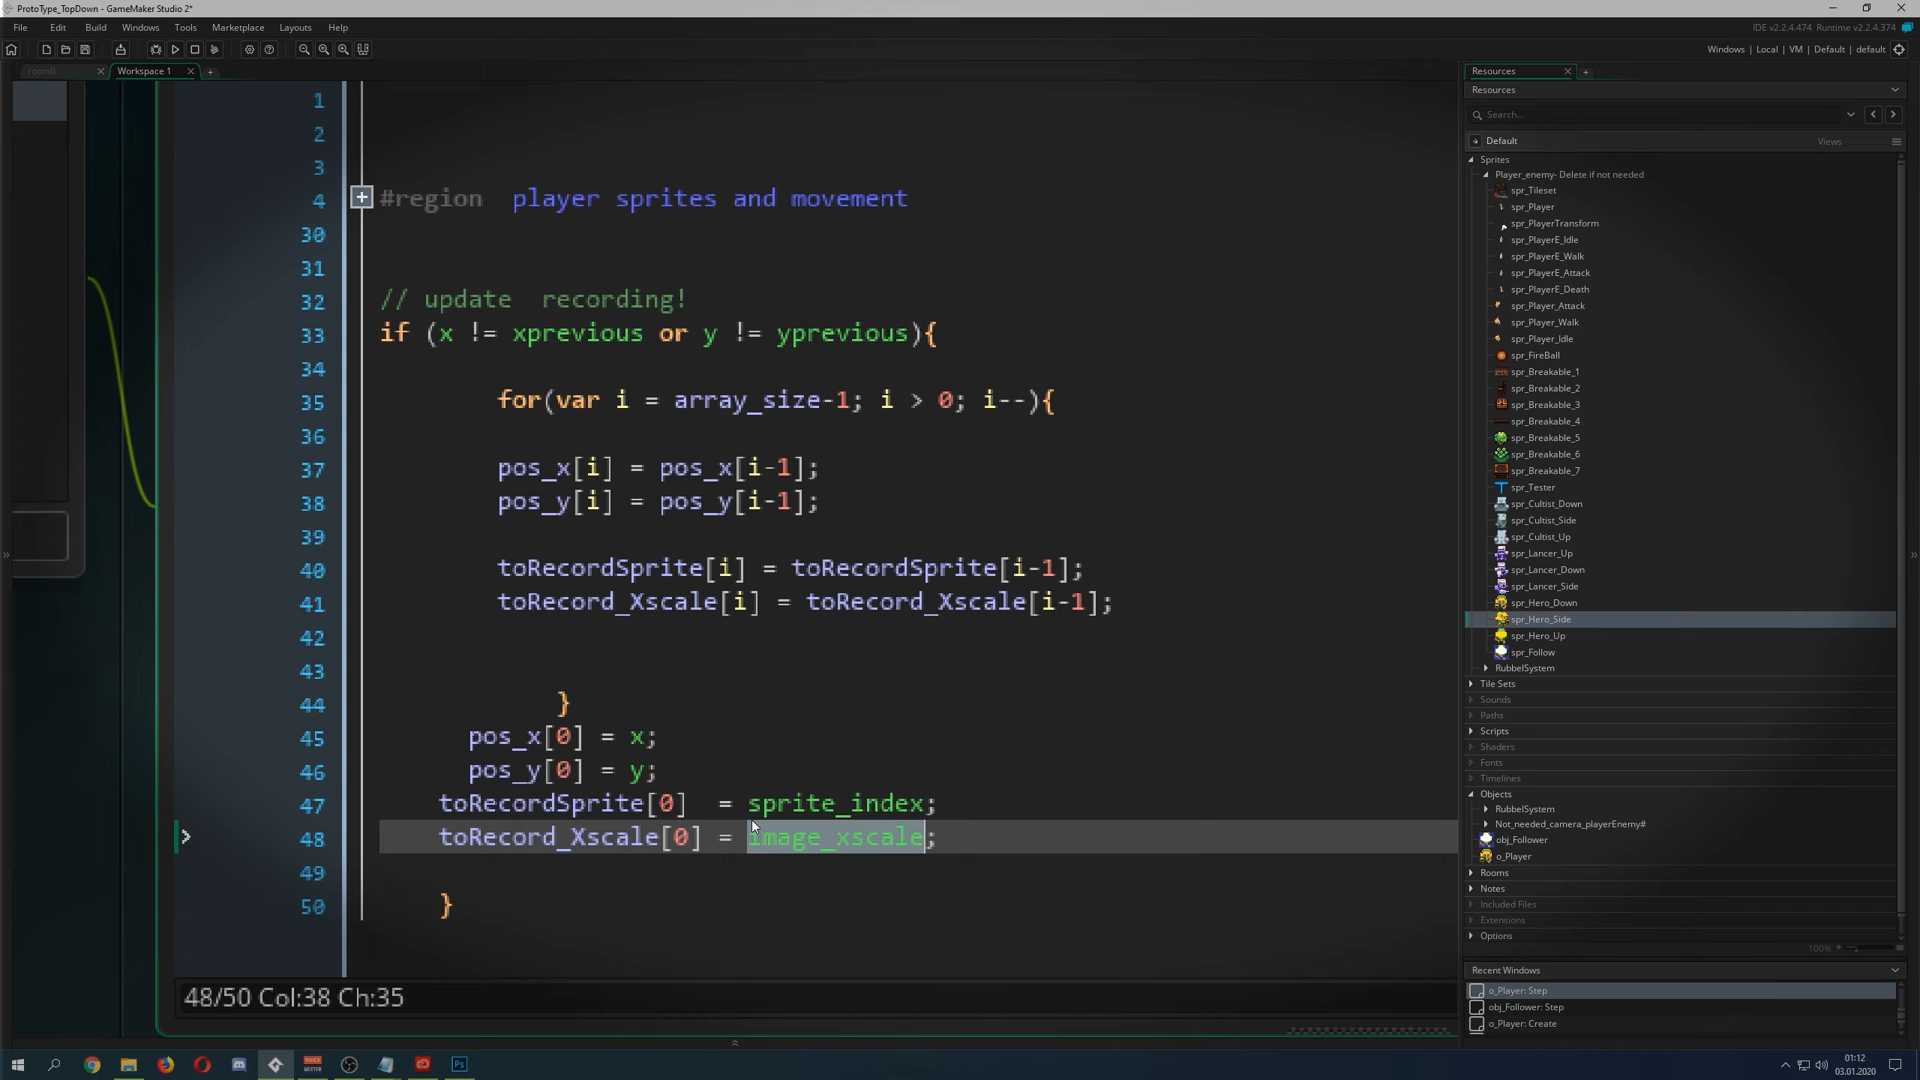 ProtoType_TopDown - GameMaker Studio 2*
File Edit Build Windows Tools Marketplace Layouts Help
IDE v2.2.4.474 Runtime v2.2.4.374
Windows | Local | VM | Default | default
room0 Workspace 1
1
2
3
4 #region player sprites and movement
30
31
32 // update recording!
33 if (x != xprevious or y != yprevious){
34
35 for(var i = array_size-1; i > 0; i--){
36
37 pos_x[i] = pos_x[i-1];
38 pos_y[i] = pos_y[i-1];
39
40 toRecordSprite[i] = toRecordSprite[i-1];
41 toRecord_Xscale[i] = toRecord_Xscale[i-1];
42
43
44 }
45 pos_x[0] = x;
46 pos_y[0] = y;
47 toRecordSprite[0] = sprite_index;
48 toRecord_Xscale[0] = image_xscale;
49
50 }
48/50 Col:38 Ch:35
Resources
Resources
Search...
Default Views
Sprites
Player_enemy- Delete if not needed
spr_Tileset
spr_Player
spr_PlayerTransform
spr_PlayerE_Idle
spr_PlayerE_Walk
spr_PlayerE_Attack
spr_PlayerE_Death
spr_Player_Attack
spr_Player_Walk
spr_Player_Idle
spr_FireBall
spr_Breakable_1
spr_Breakable_2
spr_Breakable_3
spr_Breakable_4
spr_Breakable_5
spr_Breakable_6
spr_Breakable_7
spr_Tester
spr_Cultist_Down
spr_Cultist_Side
spr_Cultist_Up
spr_Lancer_Up
spr_Lancer_Down
spr_Lancer_Side
spr_Hero_Down
spr_Hero_Side
spr_Hero_Up
spr_Follow
RubbelSystem
Tile Sets
Sounds
Paths
Scripts
Shaders
Fonts
Timelines
Objects
RubbelSystem
Not_needed_camera_playerEnemy#
obj_Follower
o_Player
Rooms
Notes
Included Files
Extensions
Options
100%
Recent Windows
o_Player: Step
obj_Follower: Step
o_Player: Create
Ps
01:12
03.01.2020